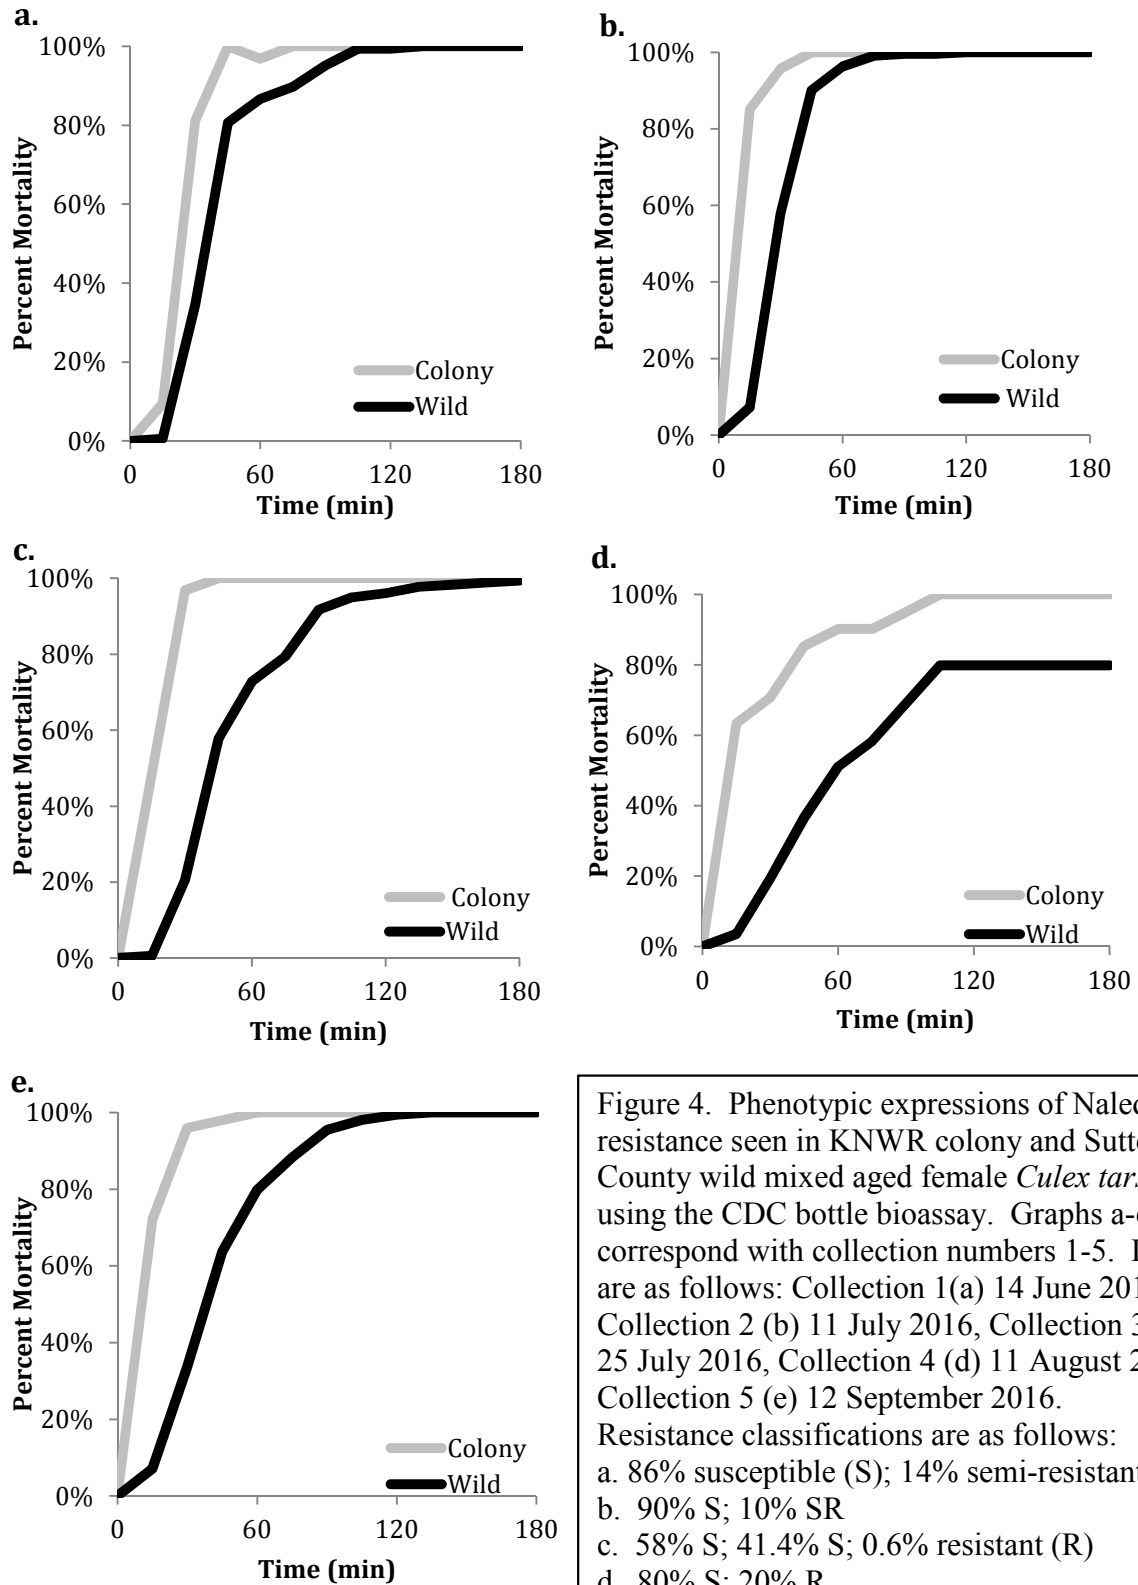 a.
100%
80%
60%
40%
20%
0%
Percent Mortality
0 60 120 180
Time (min)
Colony
Wild
b.
100%
80%
60%
40%
20%
0%
Percent Mortality
0 60 120 180
Time (min)
Colony
Wild
c.
100%
80%
60%
40%
20%
0%
Percent Mortality
0 60 120 180
Time (min)
Colony
Wild
d.
100%
80%
60%
40%
20%
0%
Percent Mortality
0 60 120 180
Time (min)
Colony
Wild
e.
100%
80%
60%
40%
20%
0%
Percent Mortality
0 60 120 180
Time (min)
Colony
Wild
Figure 4. Phenotypic expressions of Naled
resistance seen in KNWR colony and Sutte
County wild mixed aged female Culex tars
using the CDC bottle bioassay. Graphs a-e
correspond with collection numbers 1-5.
are as follows: Collection 1(a) 14 June 201
Collection 2 (b) 11 July 2016, Collection 3
25 July 2016, Collection 4 (d) 11 August 2
Collection 5 (e) 12 September 2016.
Resistance classifications are as follows:
a. 86% susceptible (S); 14% semi-resistant
b. 90% S; 10% SR
c. 58% S; 41.4% S; 0.6% resistant (R)
d. 80% S; 20% R